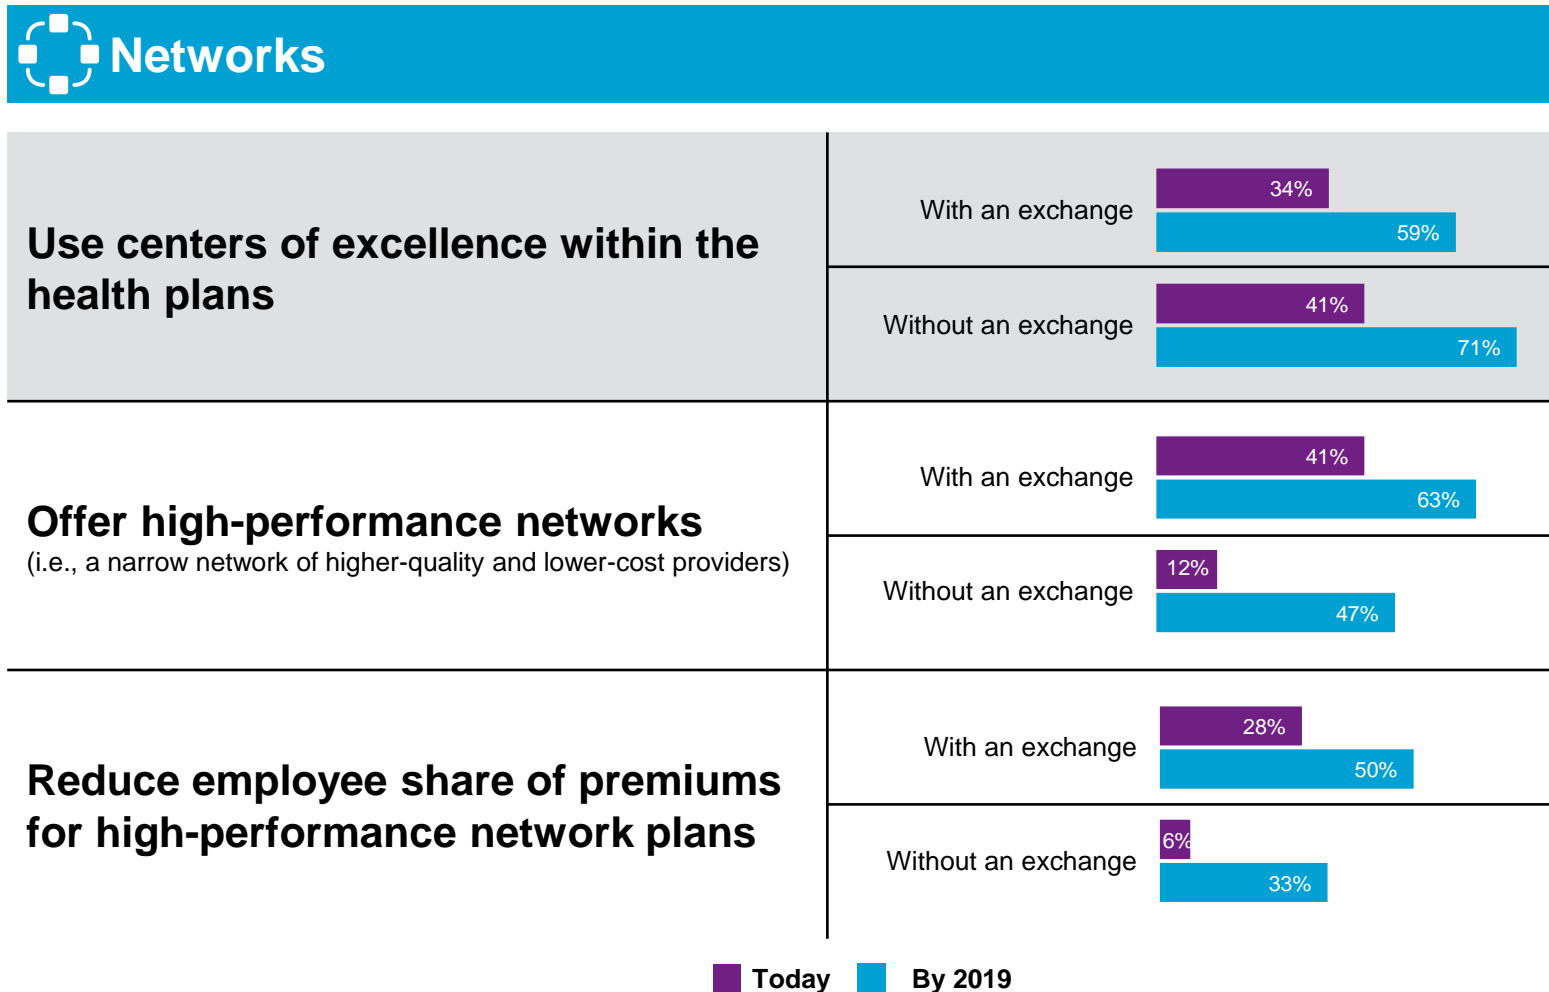 Networks
Use centers of excellence within the
health plans
With an exchange
34%
59%
Without an exchange
41%
71%
Offer high-performance networks
(i.e., a narrow network of higher-quality and lower-cost providers)
With an exchange
41%
63%
Without an exchange
12%
47%
Reduce employee share of premiums
for high-performance network plans
With an exchange
28%
50%
Without an exchange
6%
33%
Today By 2019